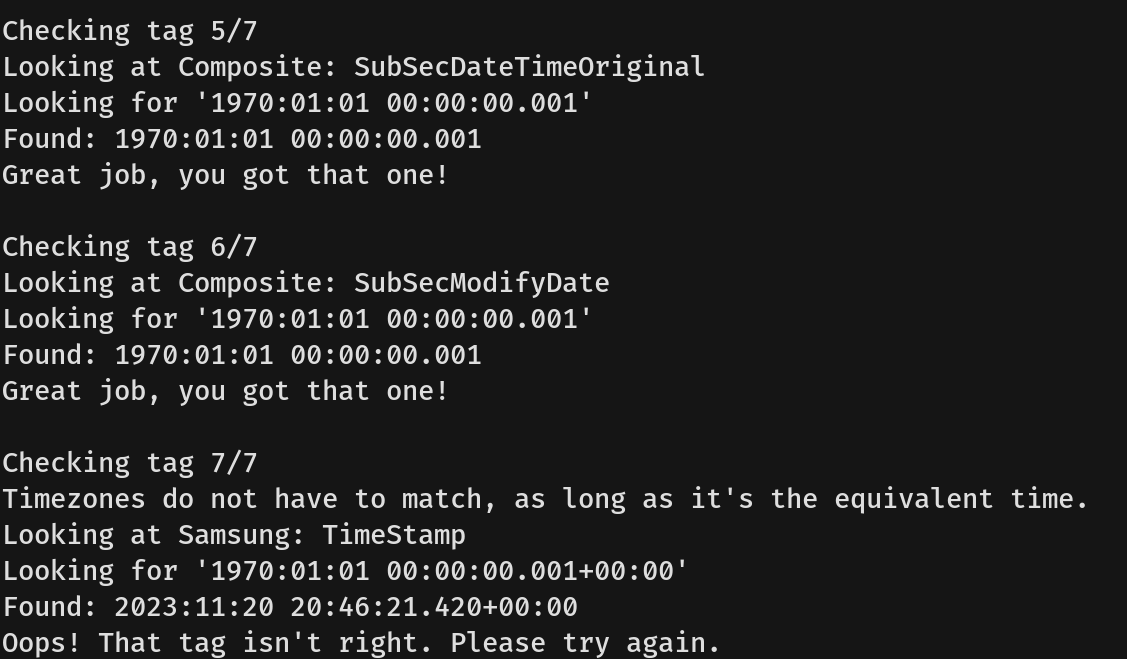 Checking tag 5/7
Looking at Composite: SubSecDateTimeOriginal
Looking for '1970:01:01 00:00:00.001'
Found: 1970:01:01 00:00:00.001
Great job, you got that one!

Checking tag 6/7
Looking at Composite: SubSecModifyDate
Looking for '1970:01:01 00:00:00.001'
Found: 1970:01:01 00:00:00.001
Great job, you got that one!

Checking tag 7/7
Timezones do not have to match, as long as it's the equivalent time.
Looking at Samsung: TimeStamp
Looking for '1970:01:01 00:00:00.001+00:00'
Found: 2023:11:20 20:46:21.420+00:00
Oops! That tag isn't right. Please try again.